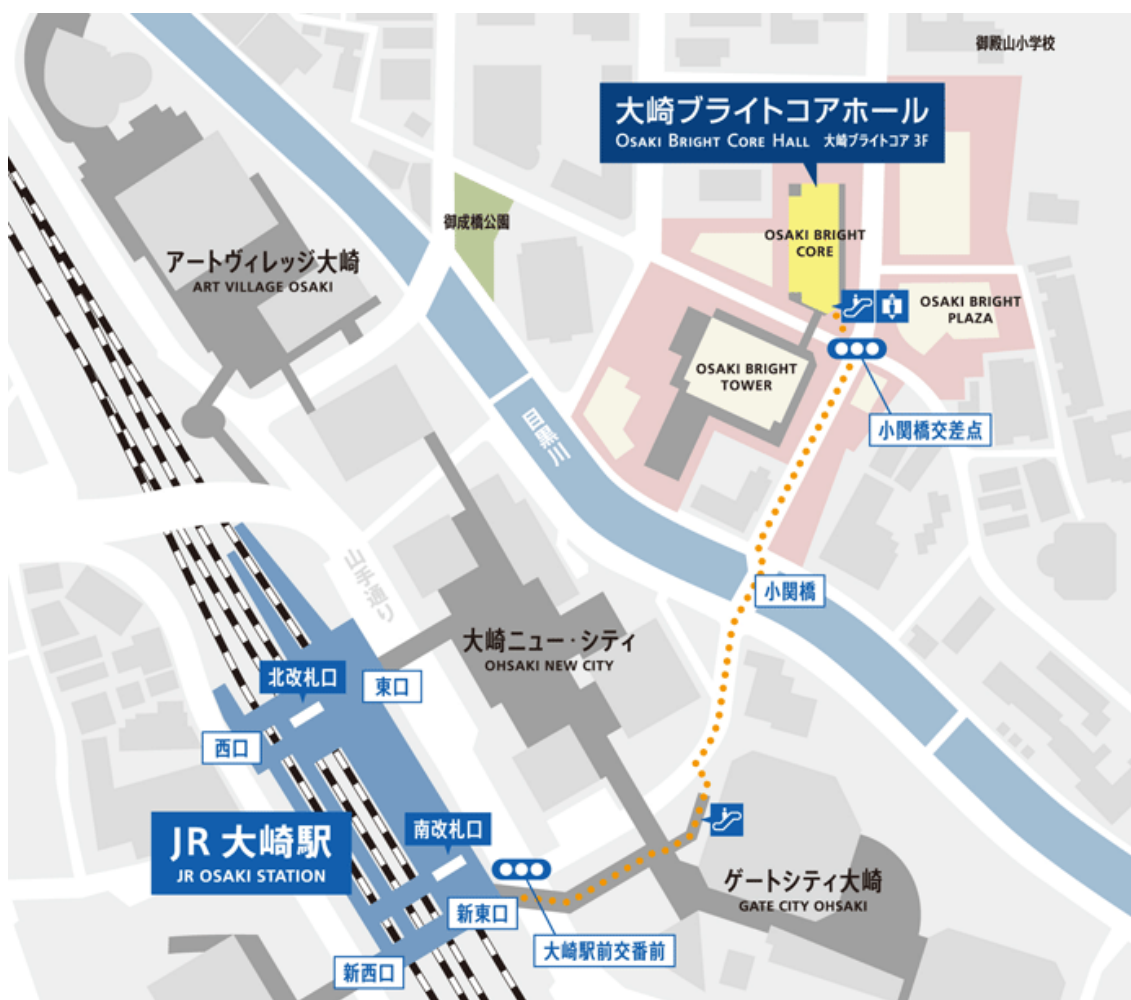 御殿山小学校
大崎ブライトコアホール
OSAKI BRIGHT CORE HALL 大崎ブライトコア 3F
御成橋公園
OSAKI BRIGHT
CORE
アートヴィレッジ大崎
ART VILLAGE OSAKI
OSAKI BRIGHT
PLAZA
OSAKI BRIGHT
TOWER
目黒川
小関橋交差点
山手通り
小関橋
大崎ニュー・シティ
OHSAKI NEW CITY
北改札口
東口
西口
JR 大崎駅
JR OSAKI STATION
南改札口
ゲートシティ大崎
GATE CITY OHSAKI
新東口
大崎駅前交番前
新西口